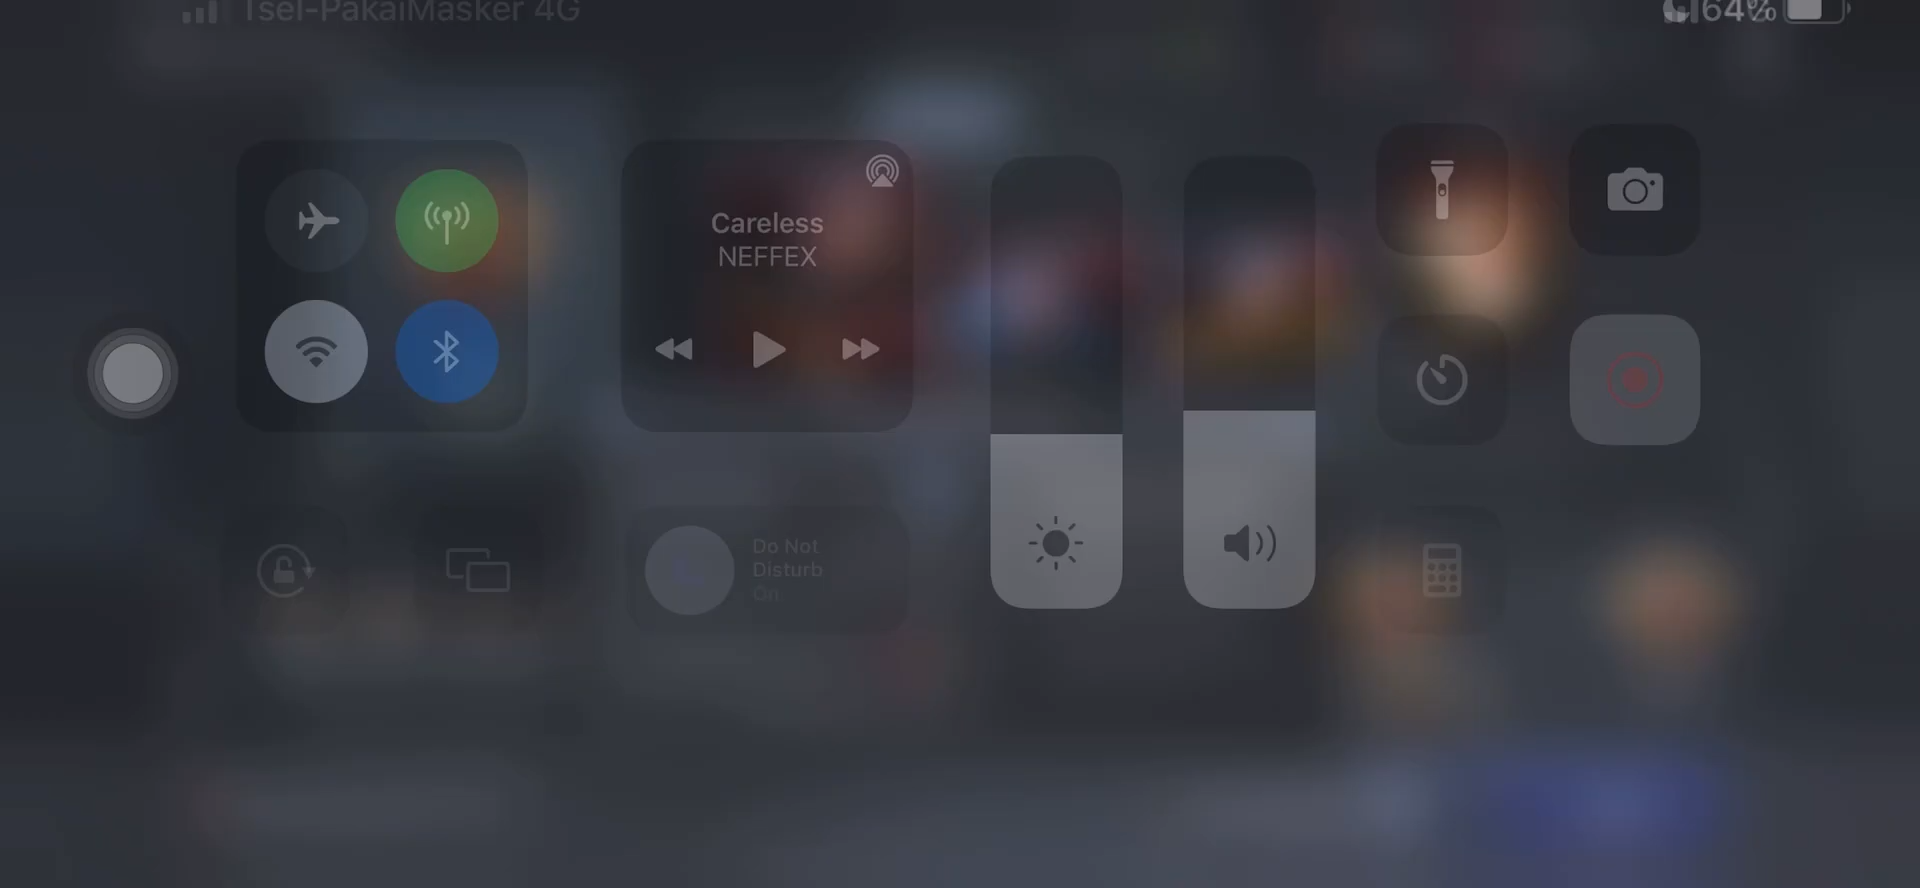 Tsel-PakaiMasker 4G
64%
Careless
NEFFEX
Do Not
Disturb
On